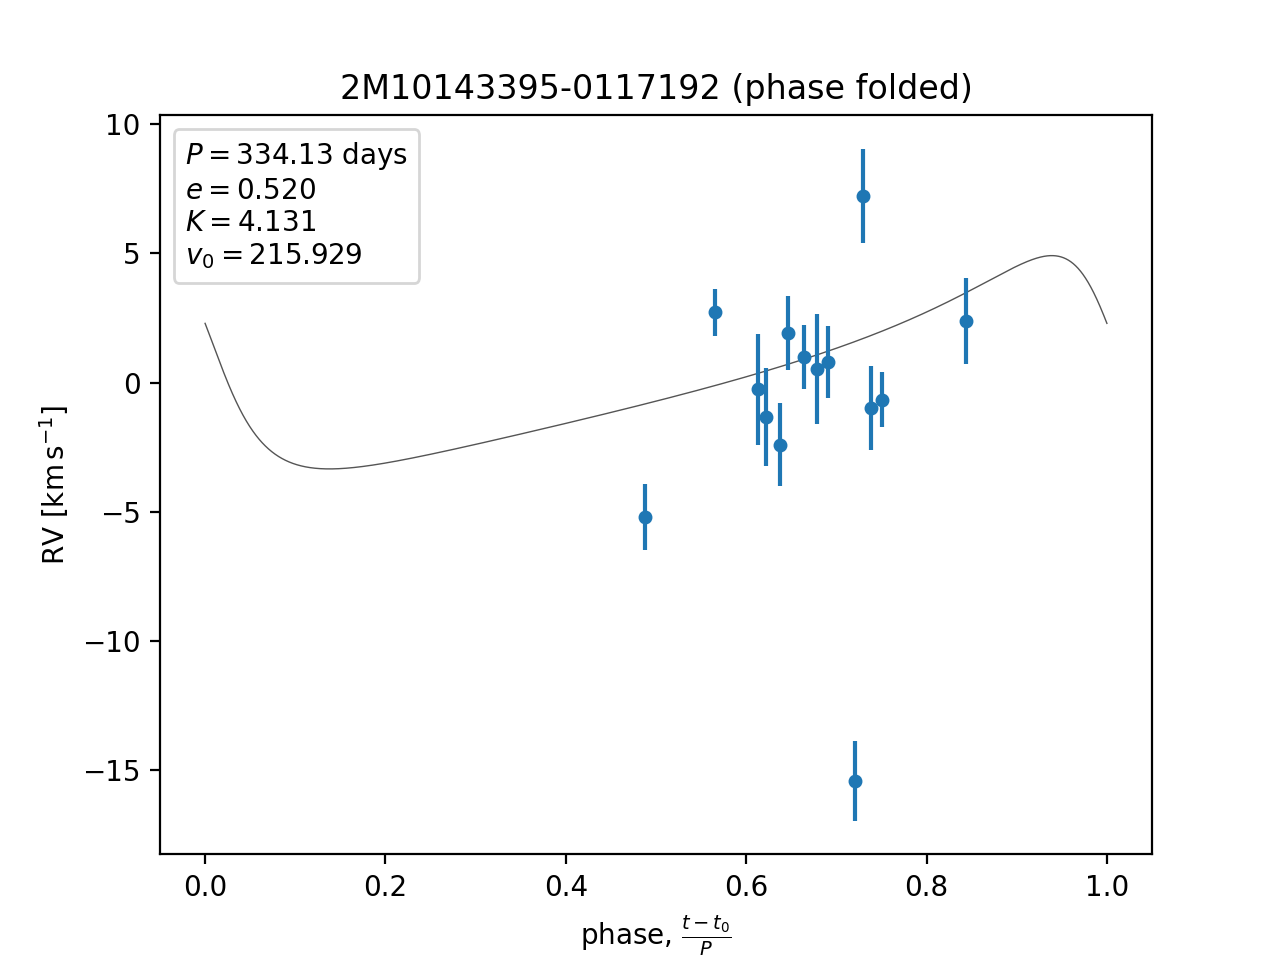 2M10143395-0117192 (phase folded)
P = 334.13 days
e = 0.520
K = 4.131
v₀ = 215.929
10
5
0
−5
−10
−15
RV [km s⁻¹]
0.0 0.2 0.4 0.6 0.8 1.0
phase, (t − t₀)/P